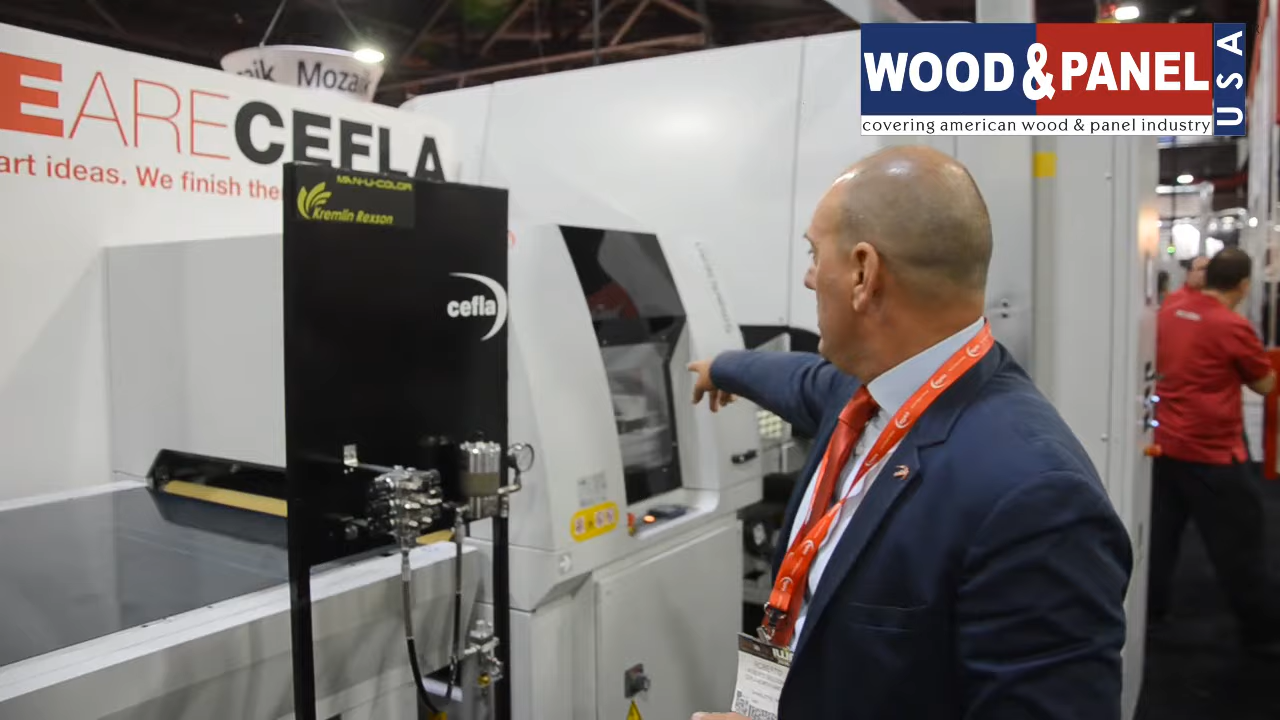 WOOD&PANEL
USA
covering american wood & panel industry
Mozaik
EARECEFLA
art ideas. We finish the
MAN-U-COLOR
Kremlin Rexson
cefla